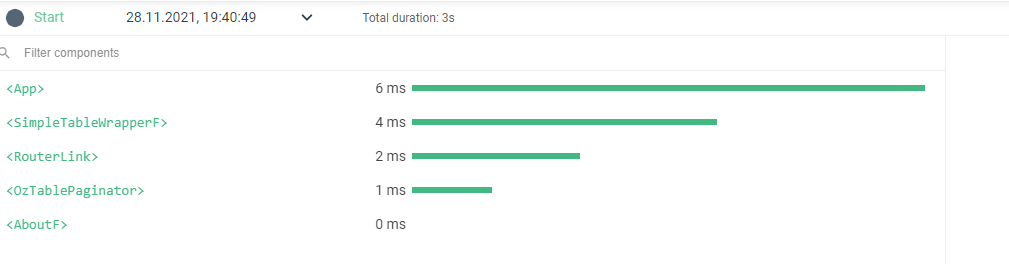 Start 28.11.2021, 19:40:49 Total duration: 3s
Filter components
<App> 6 ms
<SimpleTableWrapperF> 4 ms
<RouterLink> 2 ms
<OzTablePaginator> 1 ms
<AboutF> 0 ms